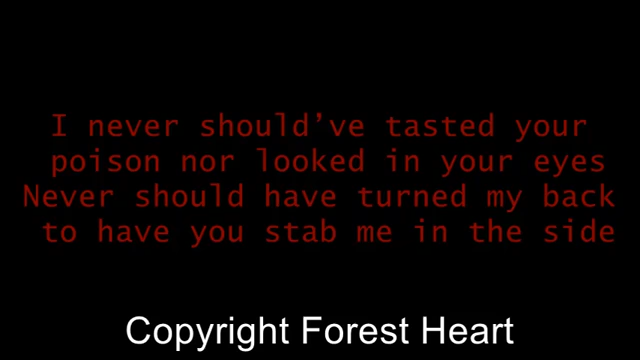 I never should’ve tasted your
poison nor looked in your eyes
Never should have turned my back
to have you stab me in the side
Copyright Forest Heart